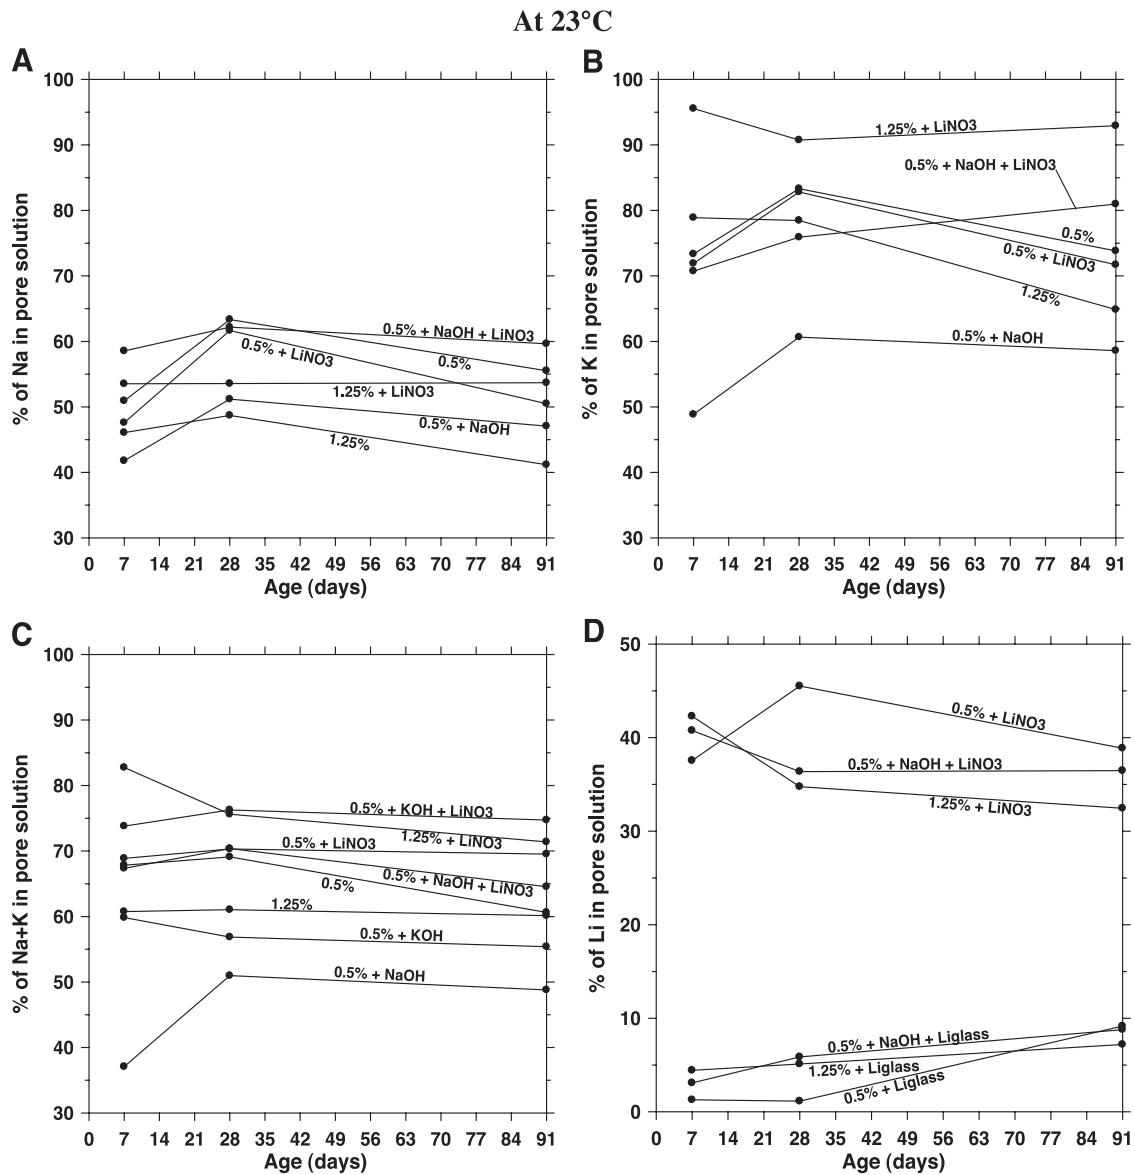 At 23°C
A
100
90
80
70
60
50
40
30
% of Na in pore solution
0.5% + NaOH + LiNO3
0.5% + LiNO3
0.5%
1.25% + LiNO3
0.5% + NaOH
1.25%
0 7 14 21 28 35 42 49 56 63 70 77 84 91
Age (days)
B
100
90
80
70
60
50
40
30
% of K in pore solution
1.25% + LiNO3
0.5% + NaOH + LiNO3
0.5%
0.5% + LiNO3
1.25%
0.5% + NaOH
0 7 14 21 28 35 42 49 56 63 70 77 84 91
Age (days)
C
100
90
80
70
60
50
40
30
% of Na+K in pore solution
0.5% + KOH + LiNO3
1.25% + LiNO3
0.5% + LiNO3
0.5% + NaOH + LiNO3
0.5%
1.25%
0.5% + KOH
0.5% + NaOH
0 7 14 21 28 35 42 49 56 63 70 77 84 91
Age (days)
D
50
40
30
20
10
0
% of Li in pore solution
0.5% + LiNO3
0.5% + NaOH + LiNO3
1.25% + LiNO3
0.5% + NaOH + Liglass
1.25% + Liglass
0.5% + Liglass
0 7 14 21 28 35 42 49 56 63 70 77 84 91
Age (days)